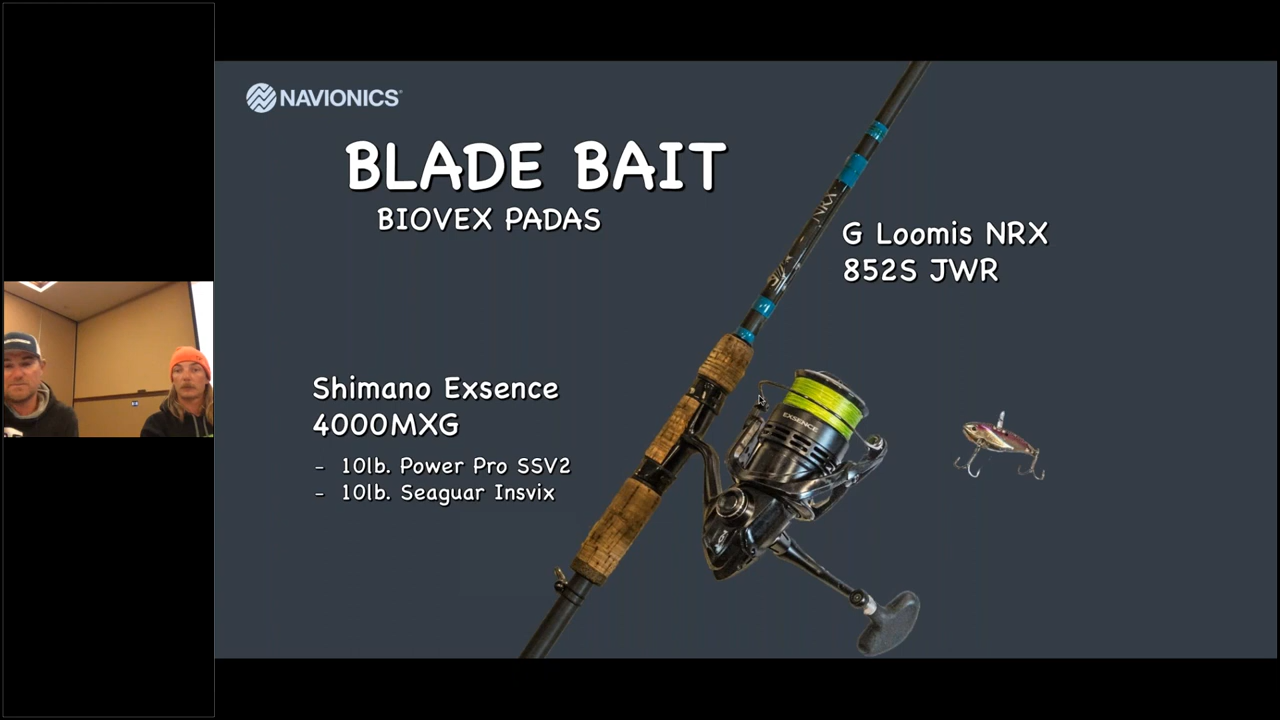 NAVIONICS
BLADE BAIT
BIOVEX PADAS
G Loomis NRX
852S JWR
NRX
Shimano Exsence
4000MXG
- 10lb. Power Pro SSV2
- 10lb. Seaguar Insvix
EXSENCE